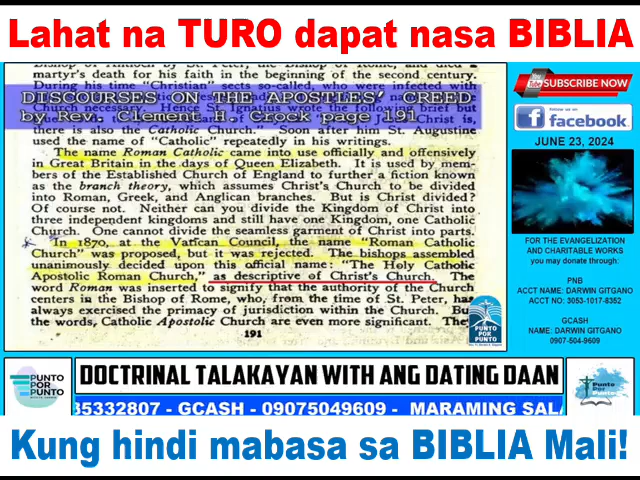 Lahat na TURO dapat nasa BIBLIA
martyr's death for his faith in the beginning of the second century.
During his time "Christian" sects so-called, who were infected with
DISCOURSES ON THE APOSTLES' CREED
by Rev. Clement H. Crock page 191
there is also the Catholic Church." Soon after him St. Augustine
used the name of "Catholic" repeatedly in his writings.
The name Roman Catholic came into use officially and offensively
in Great Britain in the days of Queen Elizabeth. It is used by mem-
bers of the Established Church of England to further a fiction known
as the branch theory, which assumes Christ's Church to be divided
into Roman, Greek, and Anglican branches. But is Christ divided?
Of course not. Neither can you divide the Kingdom of Christ into
three independent kingdoms and still have one Kingdom, one Catholic
Church. One cannot divide the seamless garment of Christ into parts.
In 1870, at the Vatican Council, the name "Roman Catholic
Church" was proposed, but it was rejected. The bishops assembled
unanimously decided upon this official name: "The Holy Catholic
Apostolic Roman Church," as descriptive of Christ's Church. The
word Roman was inserted to signify that the authority of the Church
centers in the Bishop of Rome, who, from the time of St. Peter, has
always exercised the primacy of jurisdiction within the Church. But
the words, Catholic Apostolic Church are even more significant. The
191
PUNTO
POR
PUNTO
SUBSCRIBE NOW
facebook
JUNE 23, 2024
FOR THE EVANGELIZATION
AND CHARITABLE WORKS
you may donate through:
PNB
ACCT NAME: DARWIN GITGANO
ACCT NO: 3053-1017-8352
GCASH
NAME: DARWIN GITGANO
0907-504-9609
PUNTO
POR
PUNTO
DOCTRINAL TALAKAYAN WITH ANG DATING DAAN
Punto
Por
Punto
35332807 - GCASH - 09075049609 - MARAMING SALA
Kung hindi mabasa sa BIBLIA Mali!